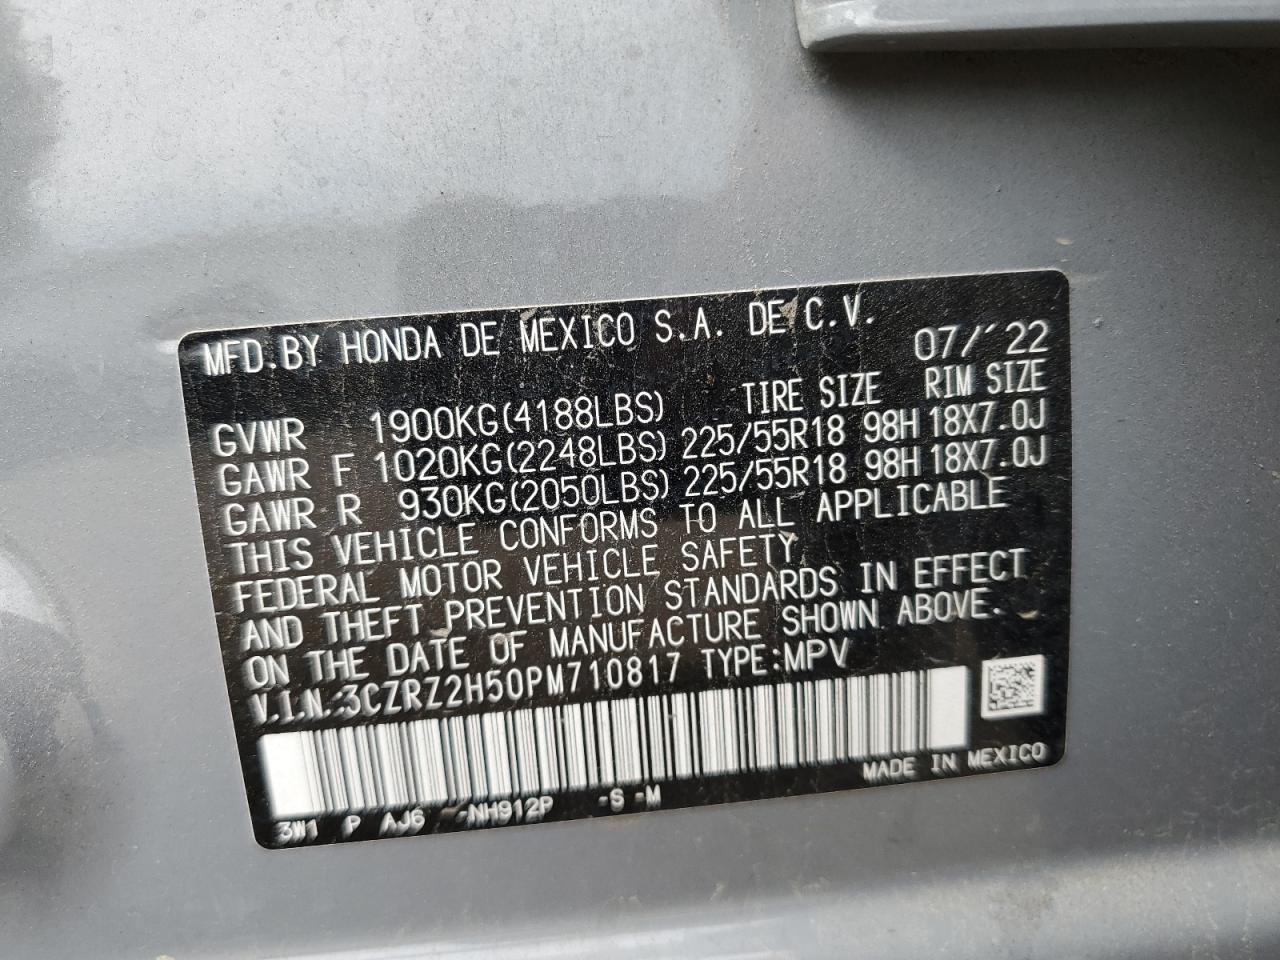 MFD.BY HONDA DE MEXICO S.A. DE C.V. 07/'22
TIRE SIZE RIM SIZE
GVWR 1900KG(4188LBS)
GAWR F 1020KG(2248LBS) 225/55R18 98H 18X7.0J
GAWR R 930KG(2050LBS) 225/55R18 98H 18X7.0J
THIS VEHICLE CONFORMS TO ALL APPLICABLE
FEDERAL MOTOR VEHICLE SAFETY
AND THEFT PREVENTION STANDARDS IN EFFECT
ON THE DATE OF MANUFACTURE SHOWN ABOVE.
V.I.N.:3CZRZ2H50PM710817 TYPE:MPV
MADE IN MEXICO
3W1 P AJ6 -NH912P -S -M